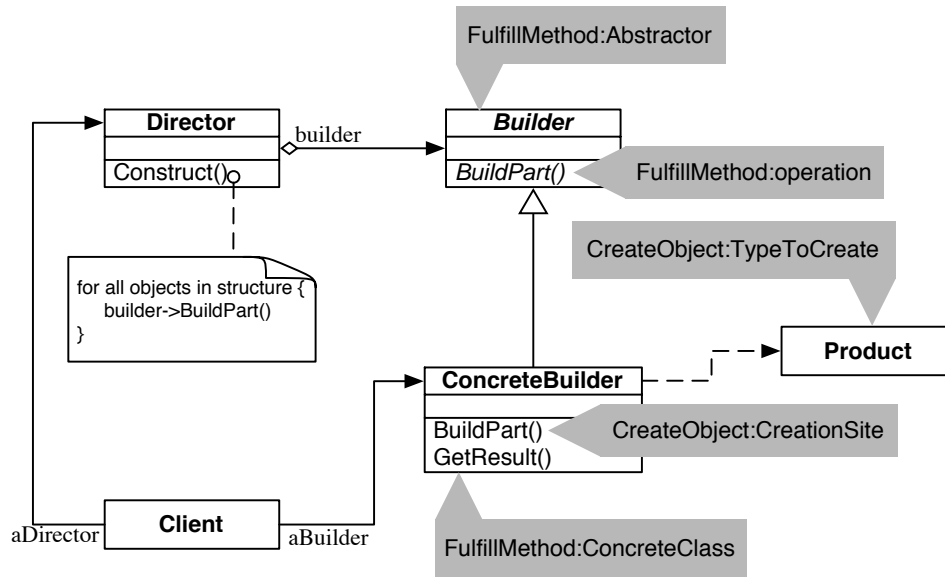 FulfillMethod:Abstractor
Director
builder
Builder
Construct()
BuildPart()
FulfillMethod:operation
CreateObject:TypeToCreate
for all objects in structure {
builder->BuildPart()
}
Product
ConcreteBuilder
BuildPart()
CreateObject:CreationSite
GetResult()
aDirector
Client
aBuilder
FulfillMethod:ConcreteClass